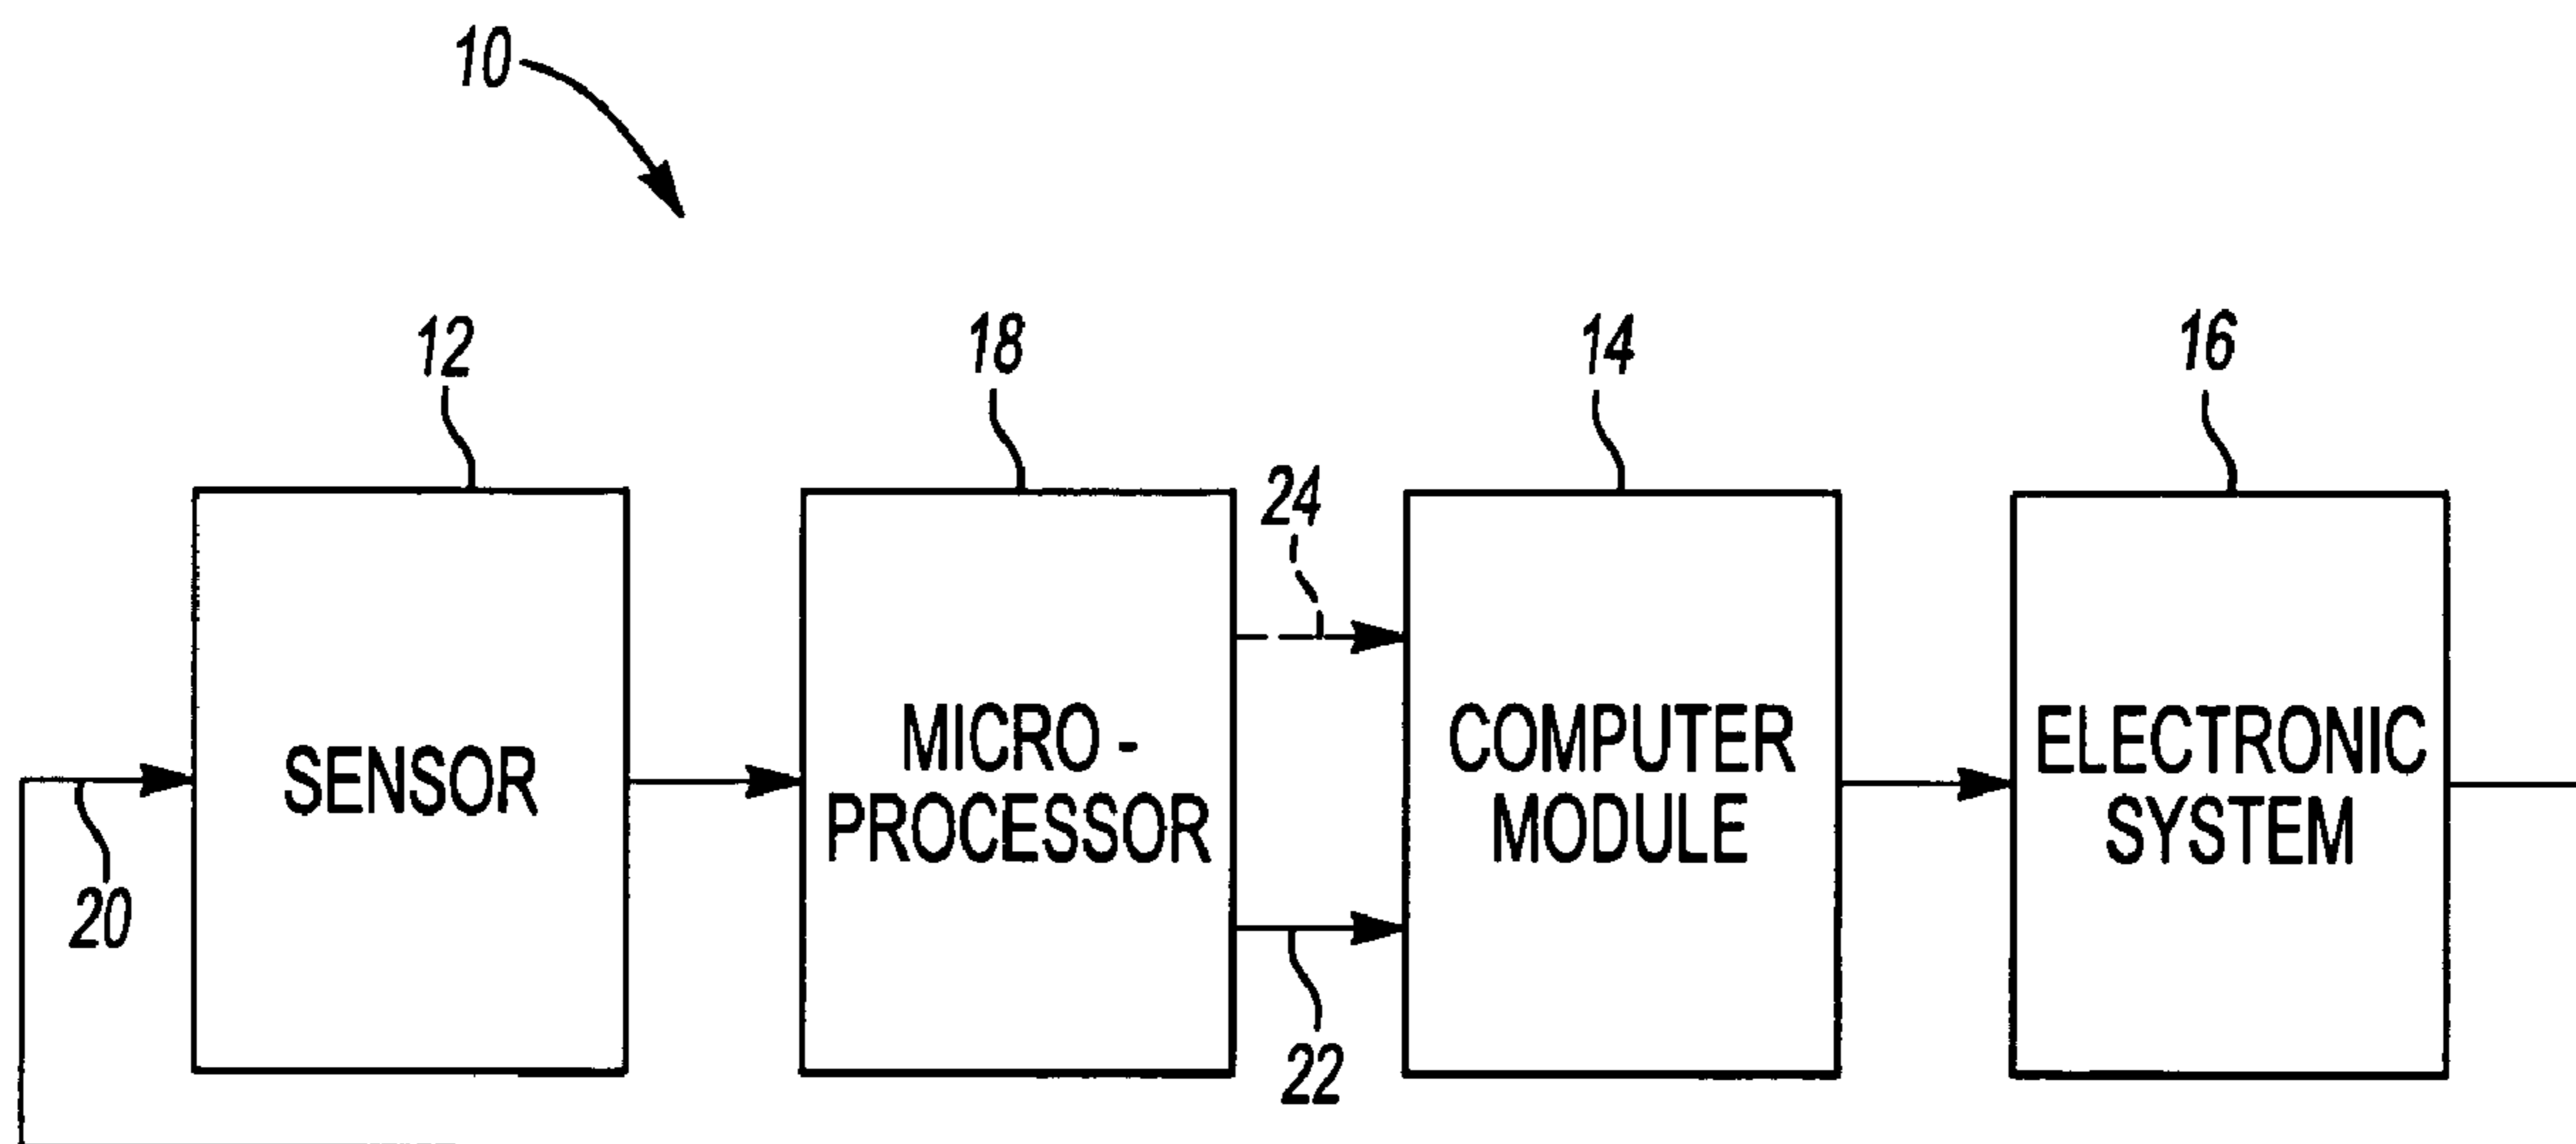 10
12
18
14
16
24
SENSOR
MICRO -
PROCESSOR
COMPUTER
MODULE
ELECTRONIC
SYSTEM
20
22